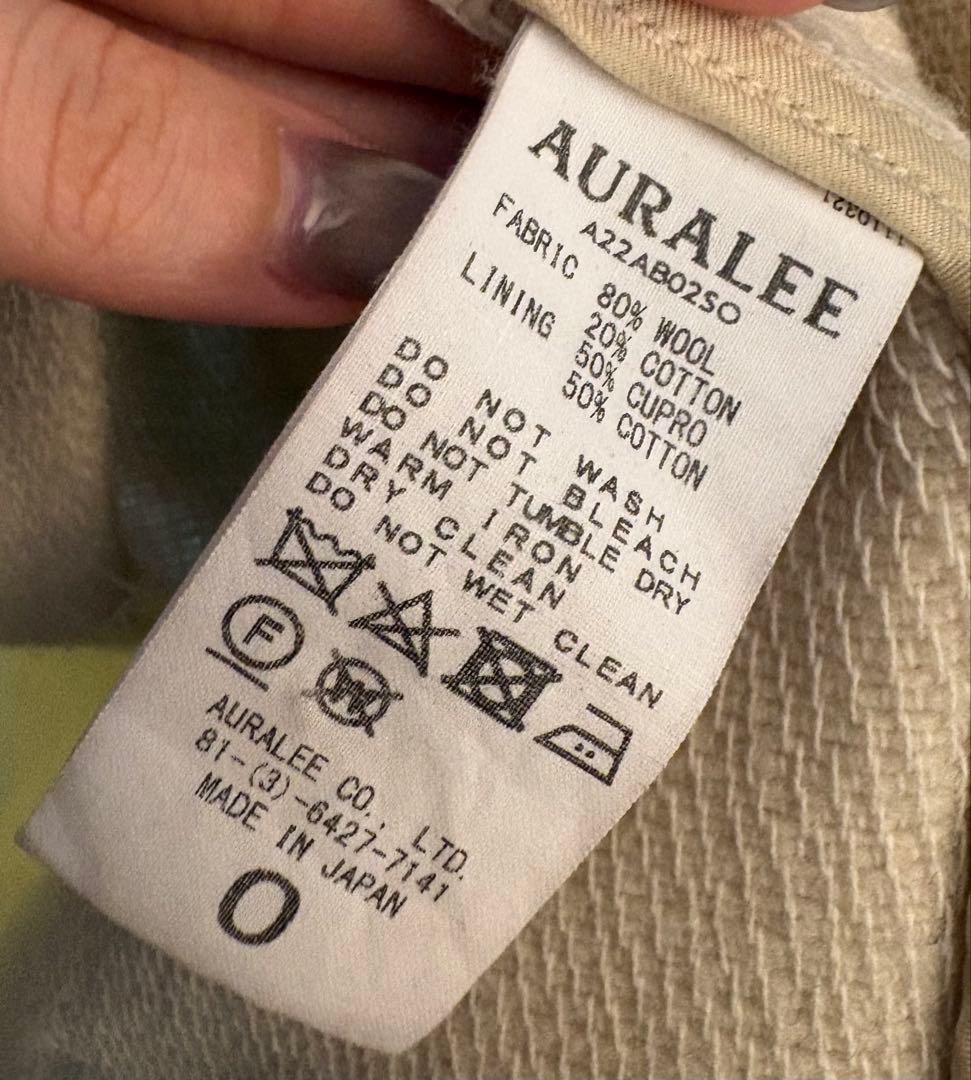 AURALEE
A22AB02SO
FABRIC 80% WOOL
20% COTTON
LINING 50% CUPRO
50% COTTON
DO NOT WASH
DO NOT BLEACH
DO NOT TUMBLE DRY
WARM IRON
DRY CLEAN
DO NOT WET CLEAN
F
W
AURALEE CO., LTD.
81-(3)-6427-7141
MADE IN JAPAN
0